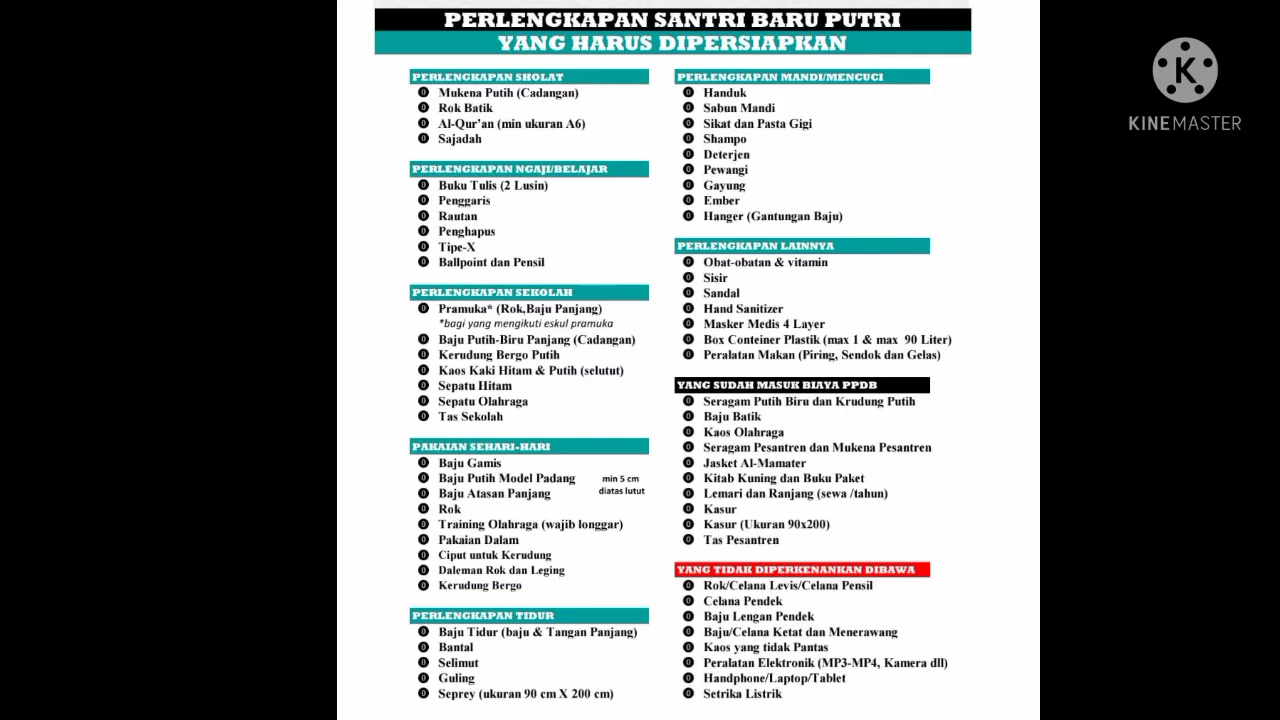 PERLENGKAPAN SANTRI BARU PUTRI
YANG HARUS DIPERSIAPKAN
PERLENGKAPAN SHOLAT
Mukena Putih (Cadangan)
Rok Batik
Al-Qur'an (min ukuran A6)
Sajadah
PERLENGKAPAN NGAJI/BELAJAR
Buku Tulis (2 Lusin)
Penggaris
Rautan
Penghapus
Tipe-X
Ballpoint dan Pensil
PERLENGKAPAN SEKOLAH
Pramuka* (Rok,Baju Panjang)
*bagi yang mengikuti eskul pramuka
Baju Putih-Biru Panjang (Cadangan)
Kerudung Bergo Putih
Kaos Kaki Hitam & Putih (selutut)
Sepatu Hitam
Sepatu Olahraga
Tas Sekolah
PAKAIAN SEHARI-HARI
Baju Gamis
Baju Putih Model Padang
Baju Atasan Panjang
min 5 cm
diatas lutut
Rok
Training Olahraga (wajib longgar)
Pakaian Dalam
Ciput untuk Kerudung
Daleman Rok dan Leging
Kerudung Bergo
PERLENGKAPAN TIDUR
Baju Tidur (baju & Tangan Panjang)
Bantal
Selimut
Guling
Seprey (ukuran 90 cm X 200 cm)
PERLENGKAPAN MANDI/MENCUCI
Handuk
Sabun Mandi
Sikat dan Pasta Gigi
Shampo
Deterjen
Pewangi
Gayung
Ember
Hanger (Gantungan Baju)
PERLENGKAPAN LAINNYA
Obat-obatan & vitamin
Sisir
Sandal
Hand Sanitizer
Masker Medis 4 Layer
Box Conteiner Plastik (max 1 & max 90 Liter)
Peralatan Makan (Piring, Sendok dan Gelas)
YANG SUDAH MASUK BIAYA PPDB
Seragam Putih Biru dan Krudung Putih
Baju Batik
Kaos Olahraga
Seragam Pesantren dan Mukena Pesantren
Jasket Al-Mamater
Kitab Kuning dan Buku Paket
Lemari dan Ranjang (sewa /tahun)
Kasur
Kasur (Ukuran 90x200)
Tas Pesantren
YANG TIDAK DIPERKENANKAN DIBAWA
Rok/Celana Levis/Celana Pensil
Celana Pendek
Baju Lengan Pendek
Baju/Celana Ketat dan Menerawang
Kaos yang tidak Pantas
Peralatan Elektronik (MP3-MP4, Kamera dll)
Handphone/Laptop/Tablet
Setrika Listrik
K
KINEMASTER